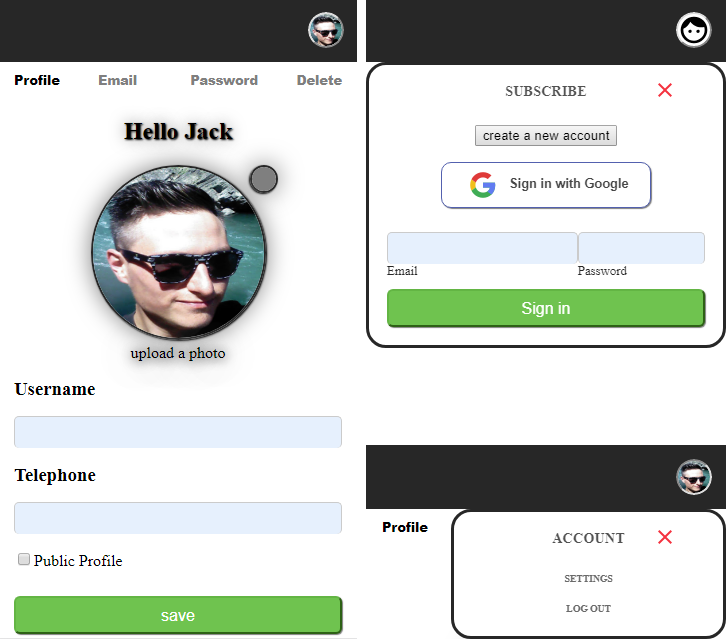 Profile Email Password Delete
Hello Jack
upload a photo
Username
Telephone
Public Profile
save
SUBSCRIBE
create a new account
Sign in with Google
Email Password
Sign in
Profile
ACCOUNT
SETTINGS
LOG OUT